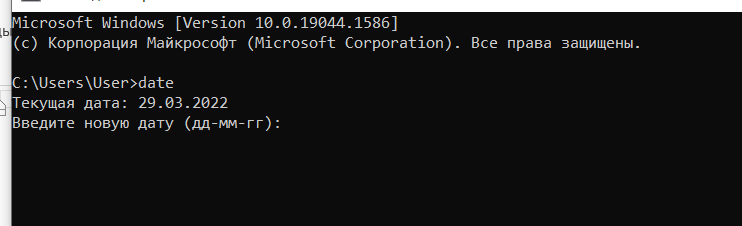 Microsoft Windows [Version 10.0.19044.1586]
(c) Корпорация Майкрософт (Microsoft Corporation). Все права защищены.
C:\Users\User>date
Текущая дата: 29.03.2022
Введите новую дату (дд-мм-гг):